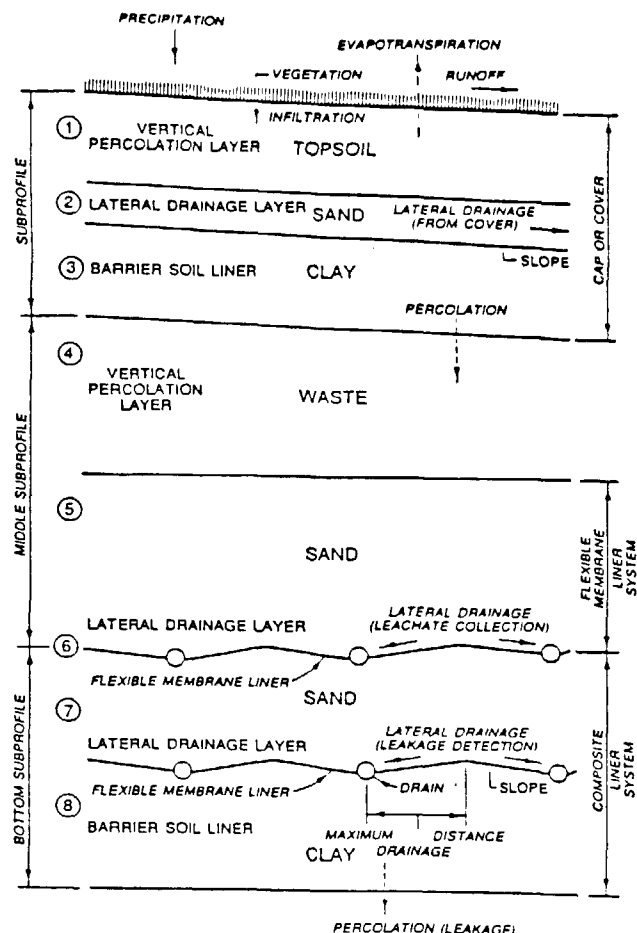 PRECIPITATION
EVAPOTRANSPIRATION
VEGETATION
RUNOFF
INFILTRATION
①
VERTICAL
PERCOLATION LAYER
TOPSOIL
②
LATERAL DRAINAGE LAYER
SAND
LATERAL DRAINAGE
(FROM COVER)
③
BARRIER SOIL LINER
CLAY
SLOPE
SUBPROFILE
CAP OR COVER
PERCOLATION
④
VERTICAL
PERCOLATION
LAYER
WASTE
MIDDLE SUBPROFILE
⑤
SAND
LATERAL DRAINAGE LAYER
LATERAL DRAINAGE
(LEACHATE COLLECTION)
FLEXIBLE MEMBRANE
LINER SYSTEM
⑥
FLEXIBLE MEMBRANE LINER
SAND
⑦
LATERAL DRAINAGE LAYER
LATERAL DRAINAGE
(LEAKAGE DETECTION)
FLEXIBLE MEMBRANE LINER
DRAIN
SLOPE
⑧
BARRIER SOIL LINER
MAXIMUM DISTANCE
DRAINAGE
CLAY
BOTTOM SUBPROFILE
COMPOSITE
LINER SYSTEM
PERCOLATION (LEAKAGE)